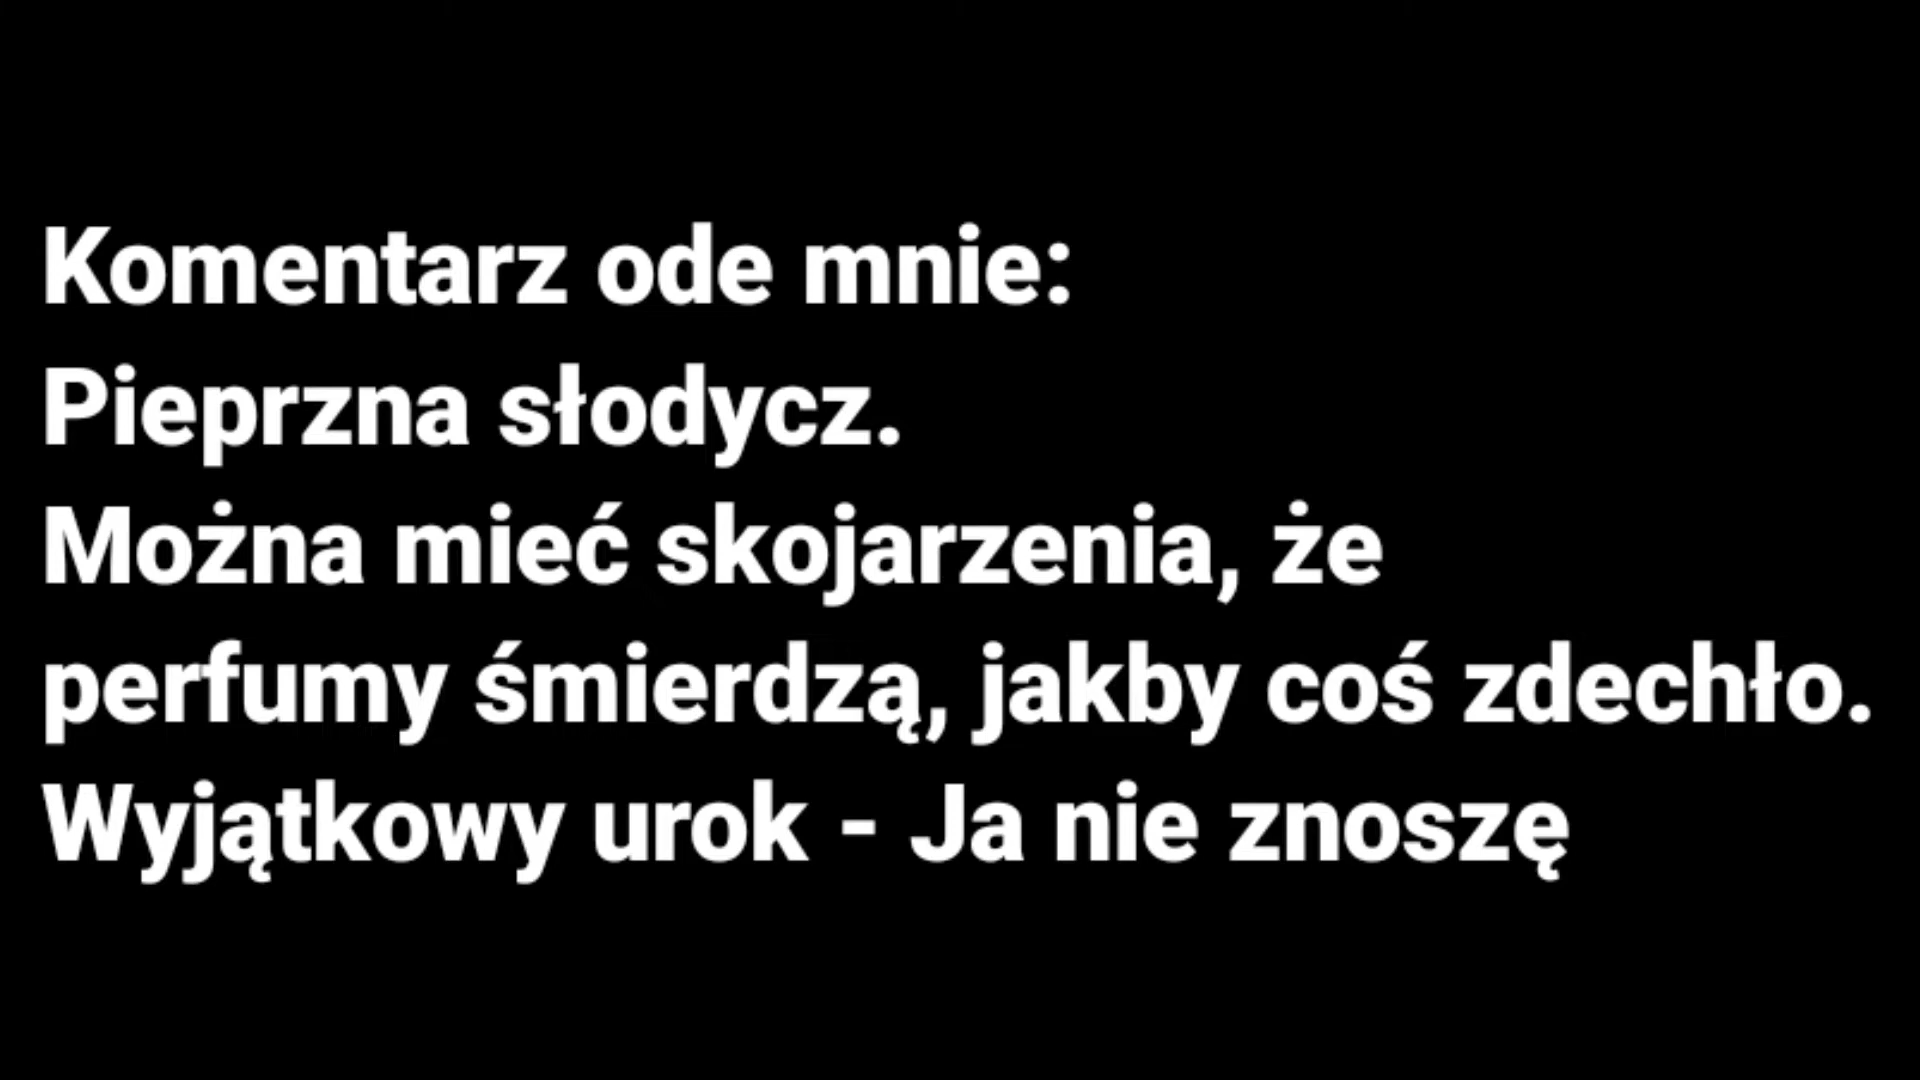 Komentarz ode mnie:
Pieprzna słodycz.
Można mieć skojarzenia, że
perfumy śmierdzą, jakby coś zdechło.
Wyjątkowy urok - Ja nie znoszę